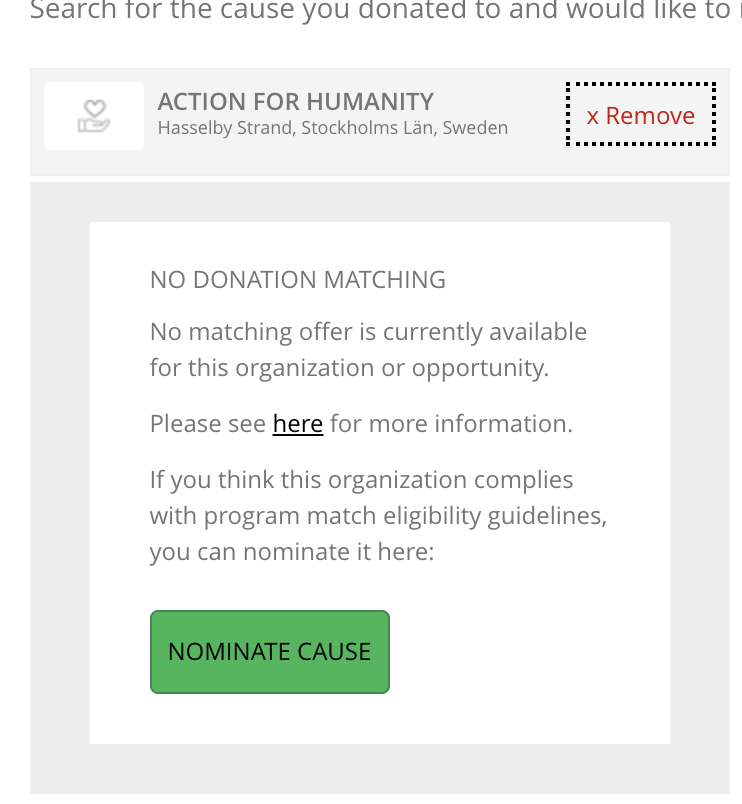 Search for the cause you donated to and would like to
ACTION FOR HUMANITY
Hasselby Strand, Stockholms Län, Sweden
x Remove
NO DONATION MATCHING
No matching offer is currently available
for this organization or opportunity.
Please see here for more information.
If you think this organization complies
with program match eligibility guidelines,
you can nominate it here:
NOMINATE CAUSE